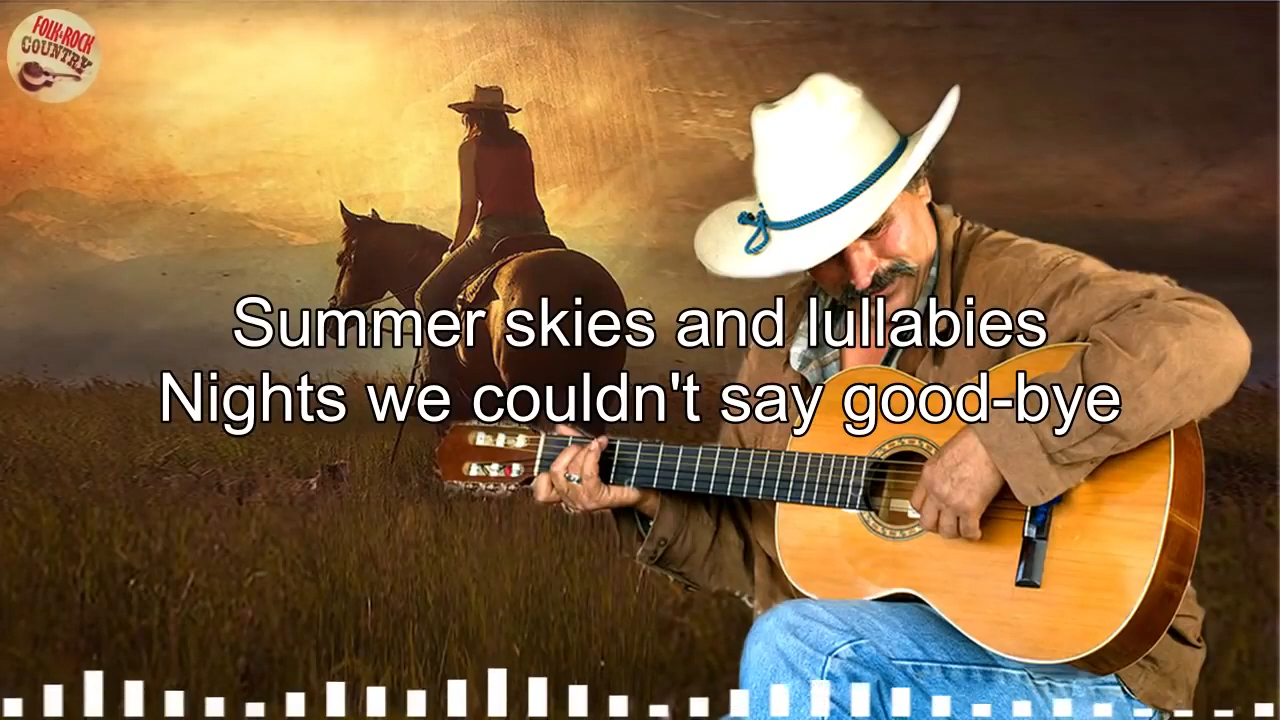 FOLK-ROCK
COUNTRY
Summer skies and lullabies
Nights we couldn't say good-bye